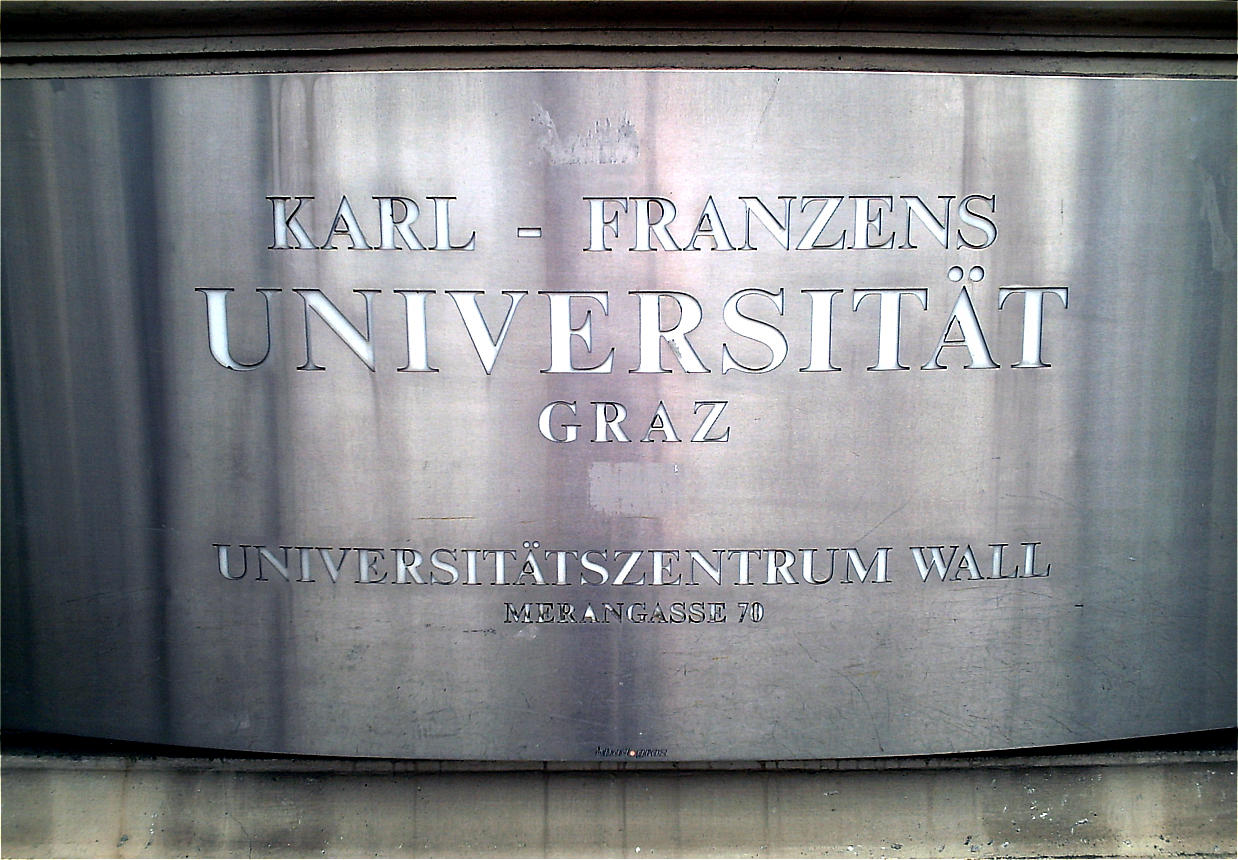 KARL - FRANZENS
UNIVERSITÄT
GRAZ
UNIVERSITÄTSZENTRUM WALL
MERANGASSE 70